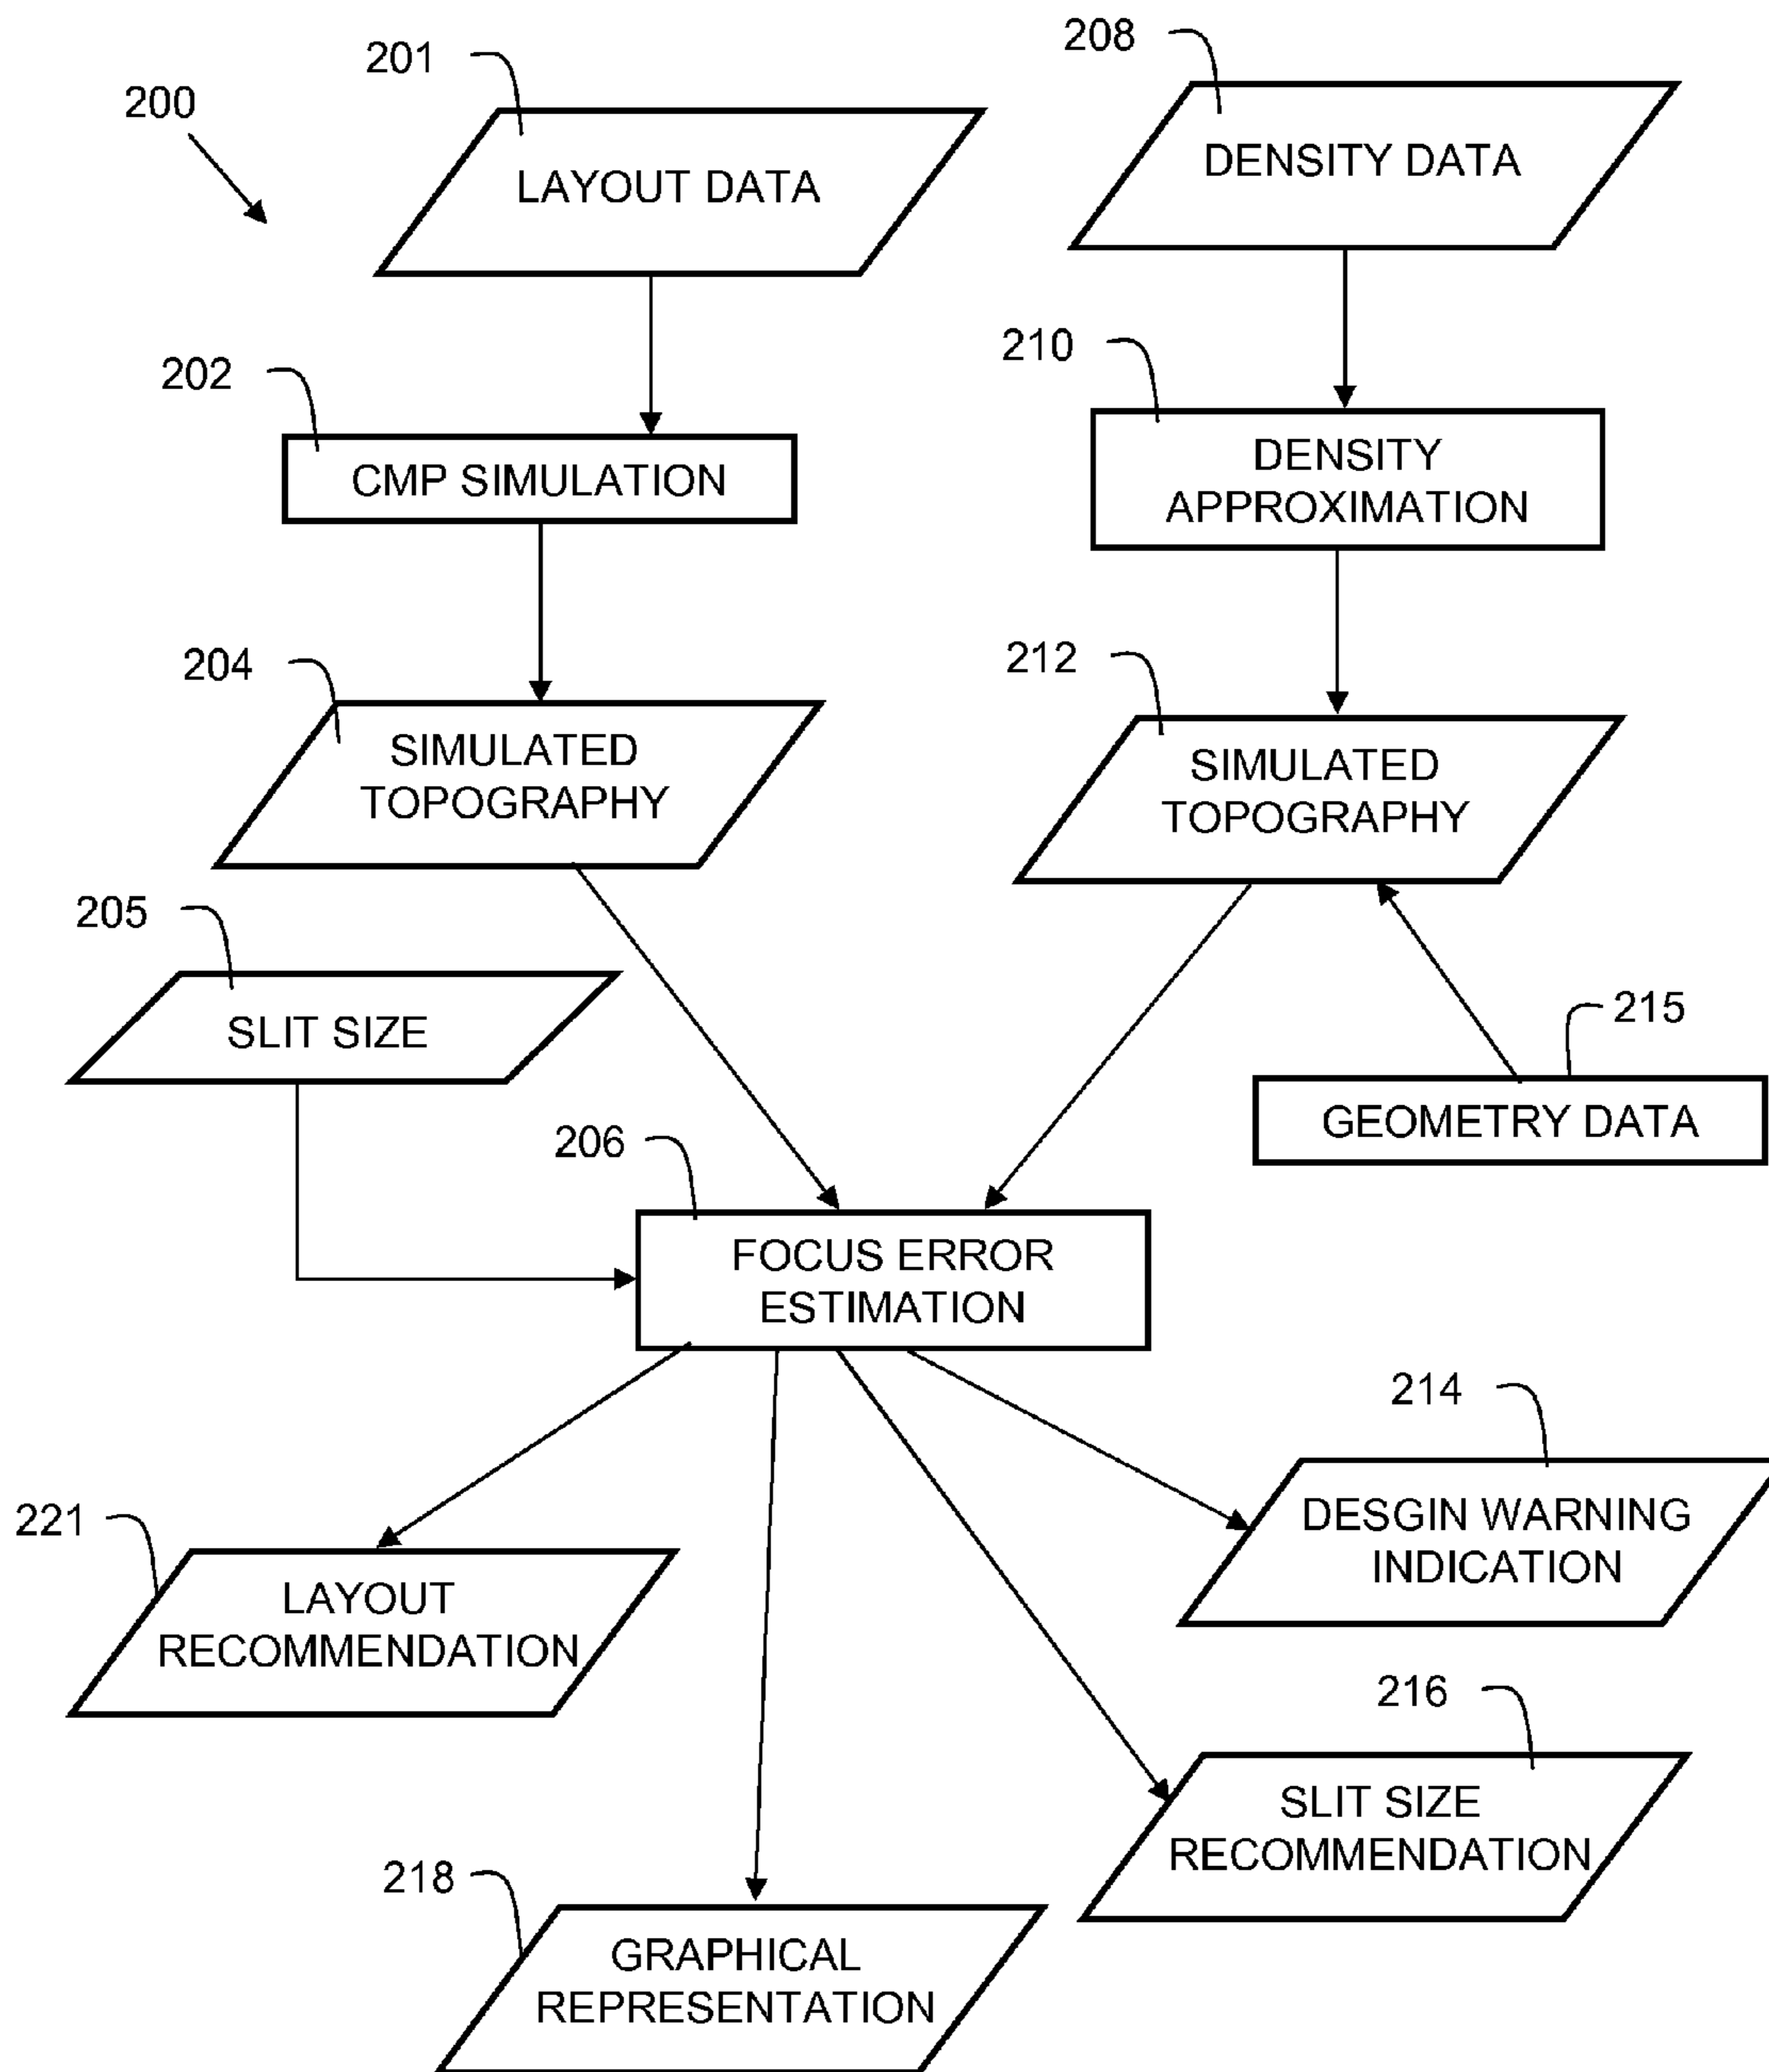 200
201
LAYOUT DATA
208
DENSITY DATA
202
CMP SIMULATION
210
DENSITY
APPROXIMATION
204
SIMULATED
TOPOGRAPHY
212
SIMULATED
TOPOGRAPHY
205
SLIT SIZE
215
GEOMETRY DATA
206
FOCUS ERROR
ESTIMATION
214
DESGIN WARNING
INDICATION
221
LAYOUT
RECOMMENDATION
216
SLIT SIZE
RECOMMENDATION
218
GRAPHICAL
REPRESENTATION